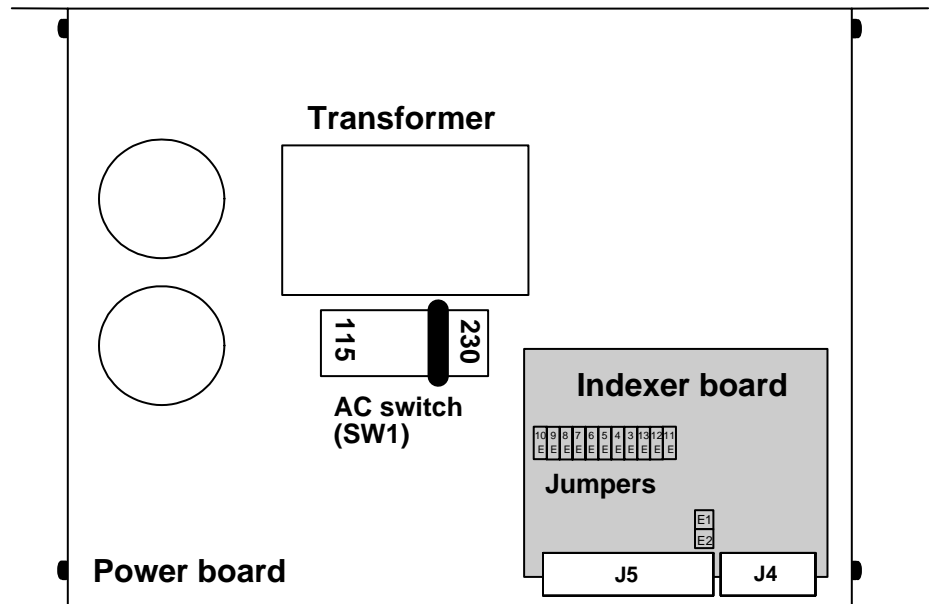 Transformer
115
230
AC switch
(SW1)
Indexer board
10 9 8 7 6 5 4 3 13 12 11
E E E E E E E E E E E
Jumpers
E1
E2
Power board
J5
J4